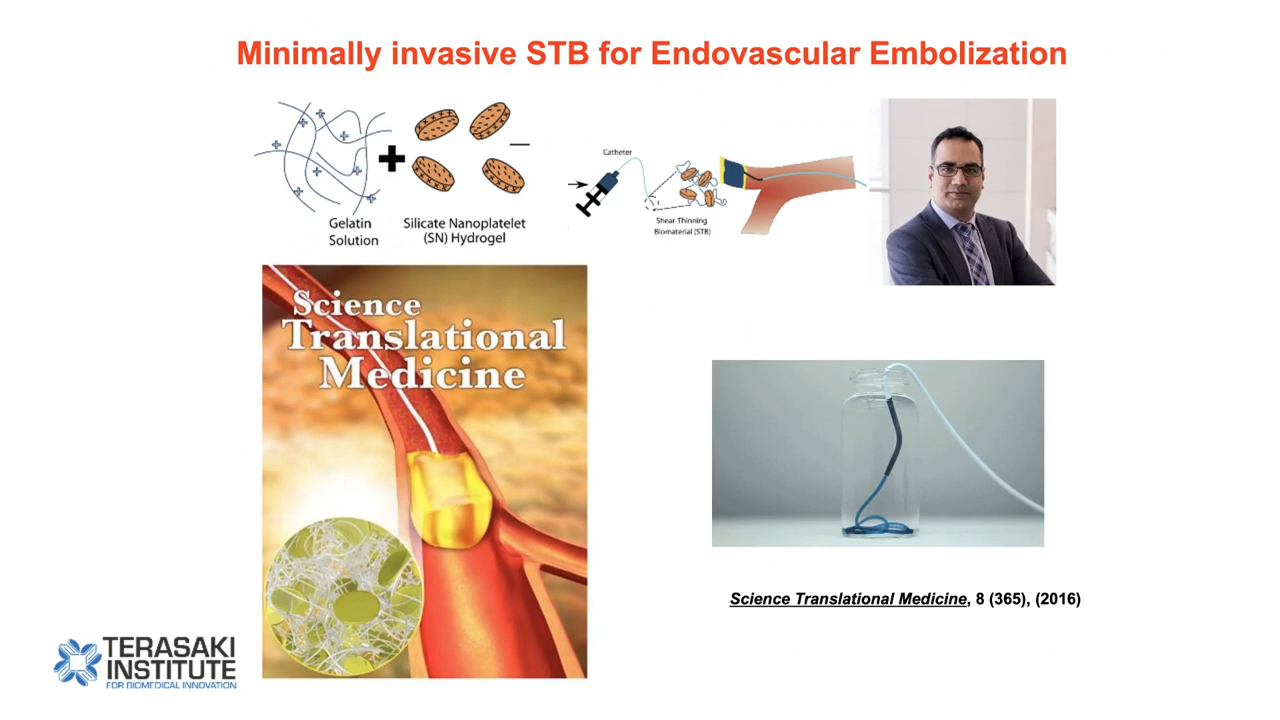 Minimally invasive STB for Endovascular Embolization
Gelatin
Solution
Silicate Nanoplatelet
(SN) Hydrogel
Catheter
Shear-Thinning
Biomaterial (STB)
Science
Translational
Medicine
Science Translational Medicine, 8 (365), (2016)
TERASAKI
INSTITUTE
FOR BIOMEDICAL INNOVATION